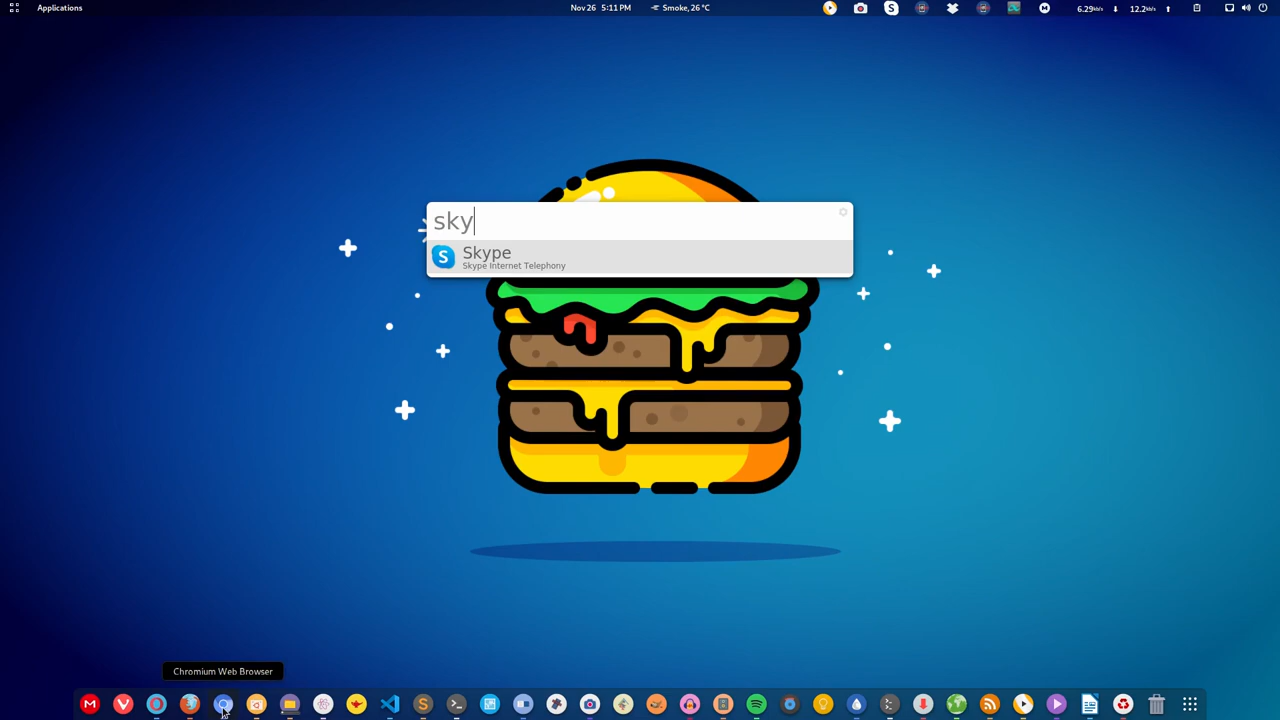 Applications
Nov 26 5:11 PM
Smoke, 26 °C
6.29kb/s
12.2kb/s
sky
Skype
Skype Internet Telephony
Chromium Web Browser